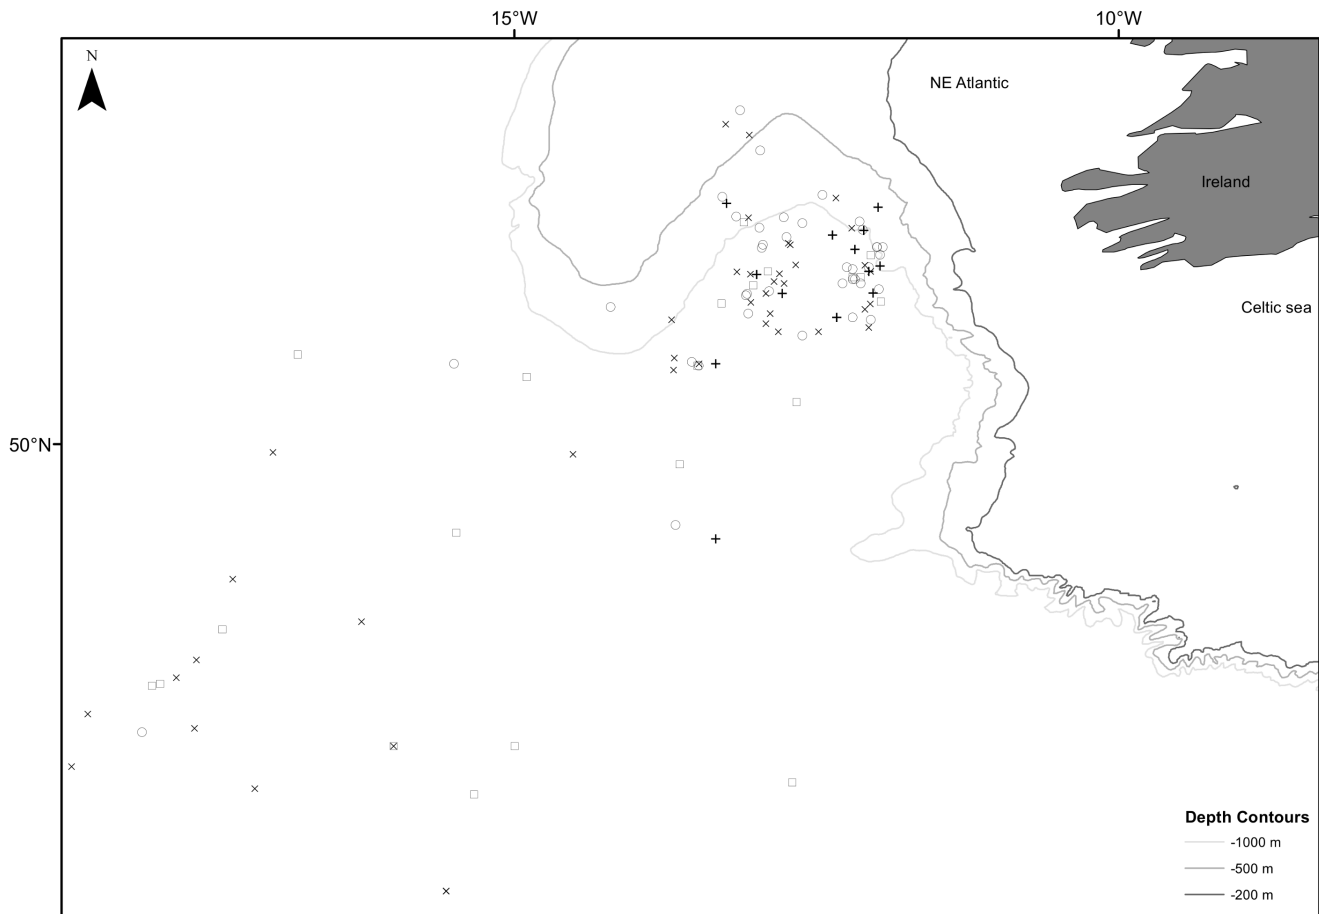 15°W
10°W
N
NE Atlantic
Ireland
Celtic sea
50°N
Depth Contours
-1000 m
-500 m
-200 m